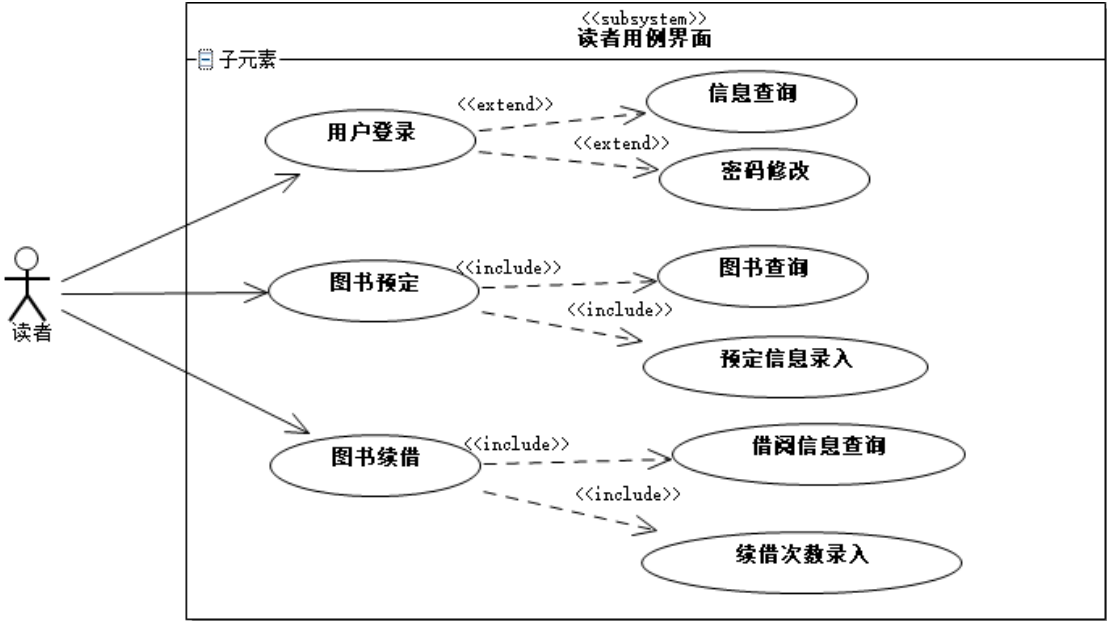 <<subsystem>>
读者用例界面
子元素
信息查询
<<extend>>
用户登录
<<extend>>
密码修改
<<include>>
图书查询
图书预定
<<include>>
读者
预定信息录入
<<include>>
借阅信息查询
图书续借
<<include>>
续借次数录入